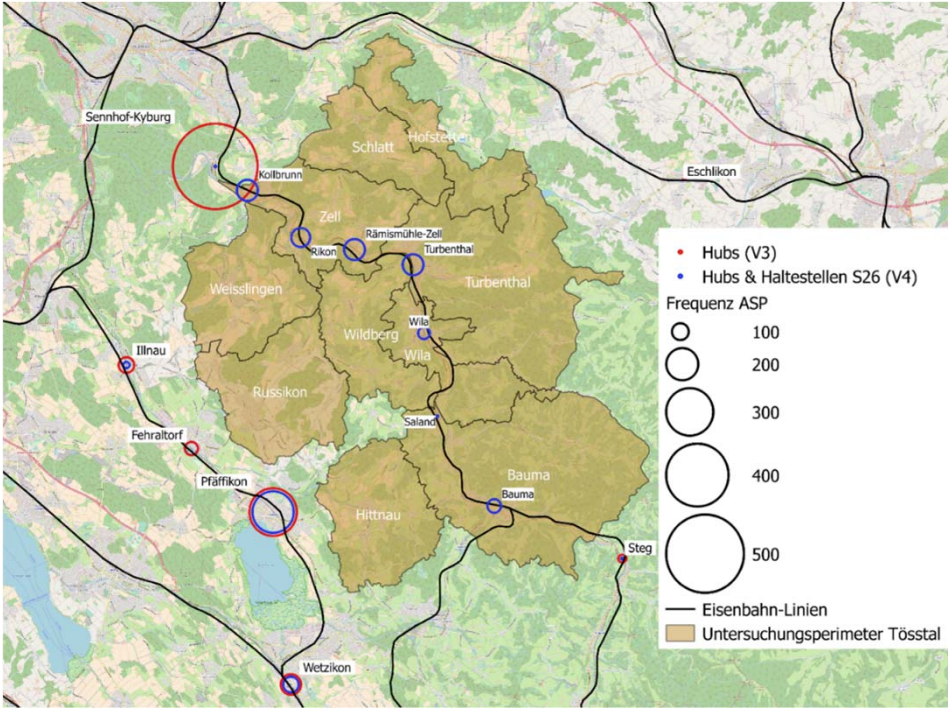 Sennhof-Kyburg
Hofstetten
Schlatt
Eschlikon
Kollbrunn
Zell
Rämismühle-Zell
Rikon
Turbenthal
Weisslingen
Turbenthal
Wila
Wildberg
Wila
Illnau
Russikon
Saland
Fehraltorf
Pfäffikon
Bauma
Bauma
Hittnau
Steg
Wetzikon
Hubs (V3)
Hubs & Haltestellen S26 (V4)
Frequenz ASP
100
200
300
400
500
Eisenbahn-Linien
Untersuchungsperimeter Tösstal